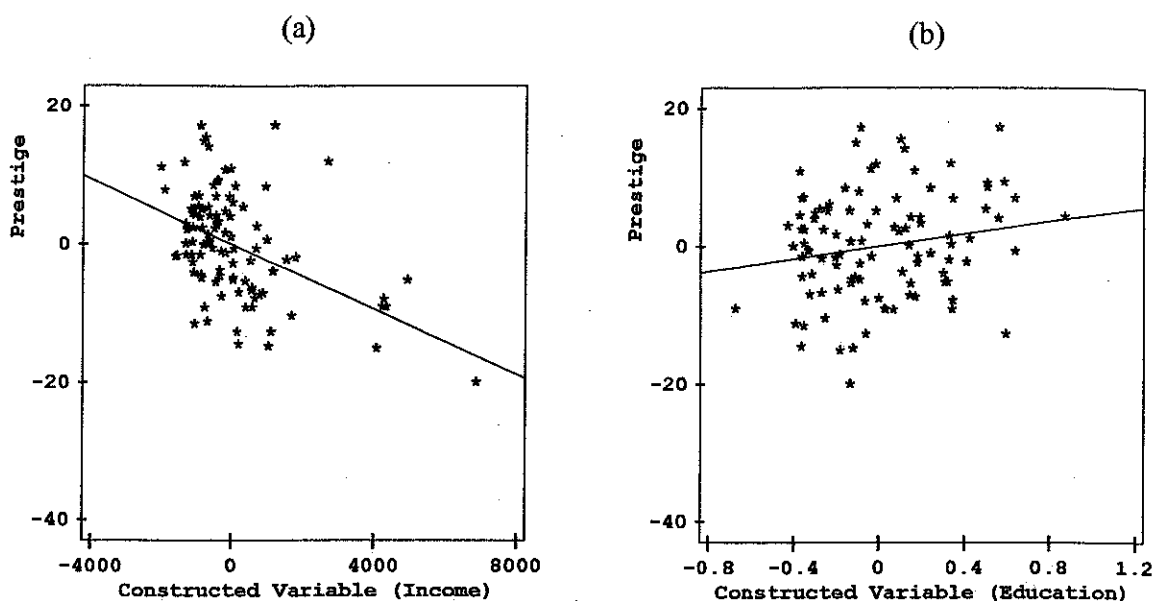 (a)
20
0
-20
-40
Prestige
-4000 0 4000 8000
Constructed Variable (Income)
(b)
20
0
-20
-40
Prestige
-0.8 -0.4 0 0.4 0.8 1.2
Constructed Variable (Education)